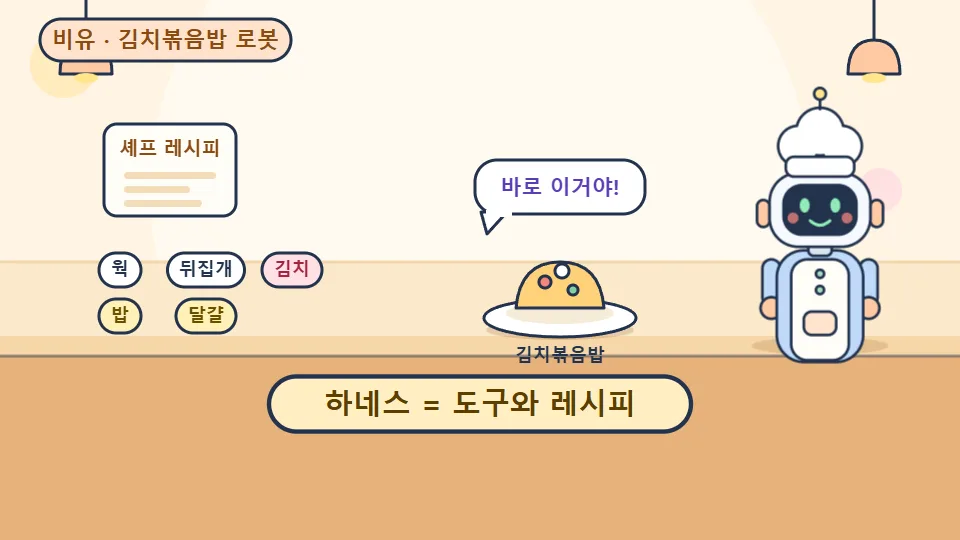 비유 · 김치볶음밥 로봇
셰프 레시피
바로 이거야!
웍 뒤집개 김치
밥 달걀
김치볶음밥
하네스 = 도구와 레시피